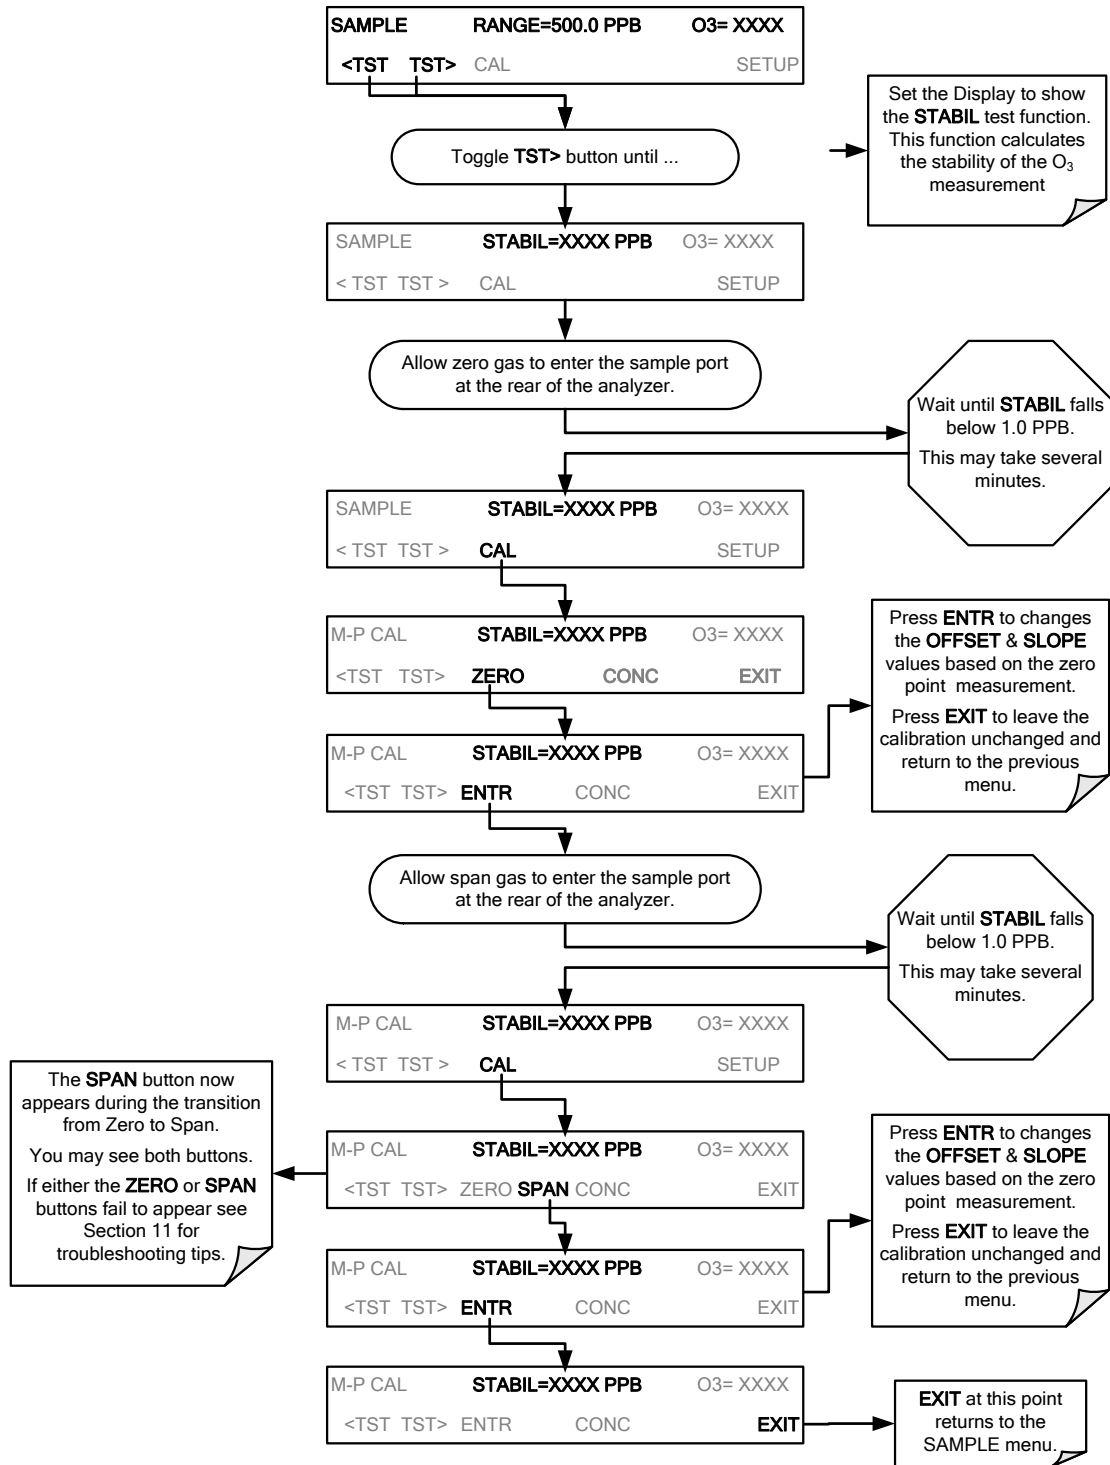 SAMPLE RANGE=500.0 PPB O3= XXXX
<TST TST> CAL SETUP
Set the Display to show
the STABIL test function.
This function calculates
the stability of the O3
measurement
Toggle TST> button until ...
SAMPLE STABIL=XXXX PPB O3= XXXX
< TST TST > CAL SETUP
Allow zero gas to enter the sample port
at the rear of the analyzer.
Wait until STABIL falls
below 1.0 PPB.
This may take several
minutes.
SAMPLE STABIL=XXXX PPB O3= XXXX
< TST TST > CAL SETUP
M-P CAL STABIL=XXXX PPB O3= XXXX
<TST TST> ZERO CONC EXIT
Press ENTR to changes
the OFFSET & SLOPE
values based on the zero
point measurement.
Press EXIT to leave the
calibration unchanged and
return to the previous
menu.
M-P CAL STABIL=XXXX PPB O3= XXXX
<TST TST> ENTR CONC EXIT
Allow span gas to enter the sample port
at the rear of the analyzer.
Wait until STABIL falls
below 1.0 PPB.
This may take several
minutes.
M-P CAL STABIL=XXXX PPB O3= XXXX
< TST TST > CAL SETUP
The SPAN button now
appears during the transition
from Zero to Span.
You may see both buttons.
If either the ZERO or SPAN
buttons fail to appear see
Section 11 for
troubleshooting tips.
M-P CAL STABIL=XXXX PPB O3= XXXX
<TST TST> ZERO SPAN CONC EXIT
Press ENTR to changes
the OFFSET & SLOPE
values based on the zero
point measurement.
Press EXIT to leave the
calibration unchanged and
return to the previous
menu.
M-P CAL STABIL=XXXX PPB O3= XXXX
<TST TST> ENTR CONC EXIT
M-P CAL STABIL=XXXX PPB O3= XXXX
<TST TST> ENTR CONC EXIT
EXIT at this point
returns to the
SAMPLE menu.